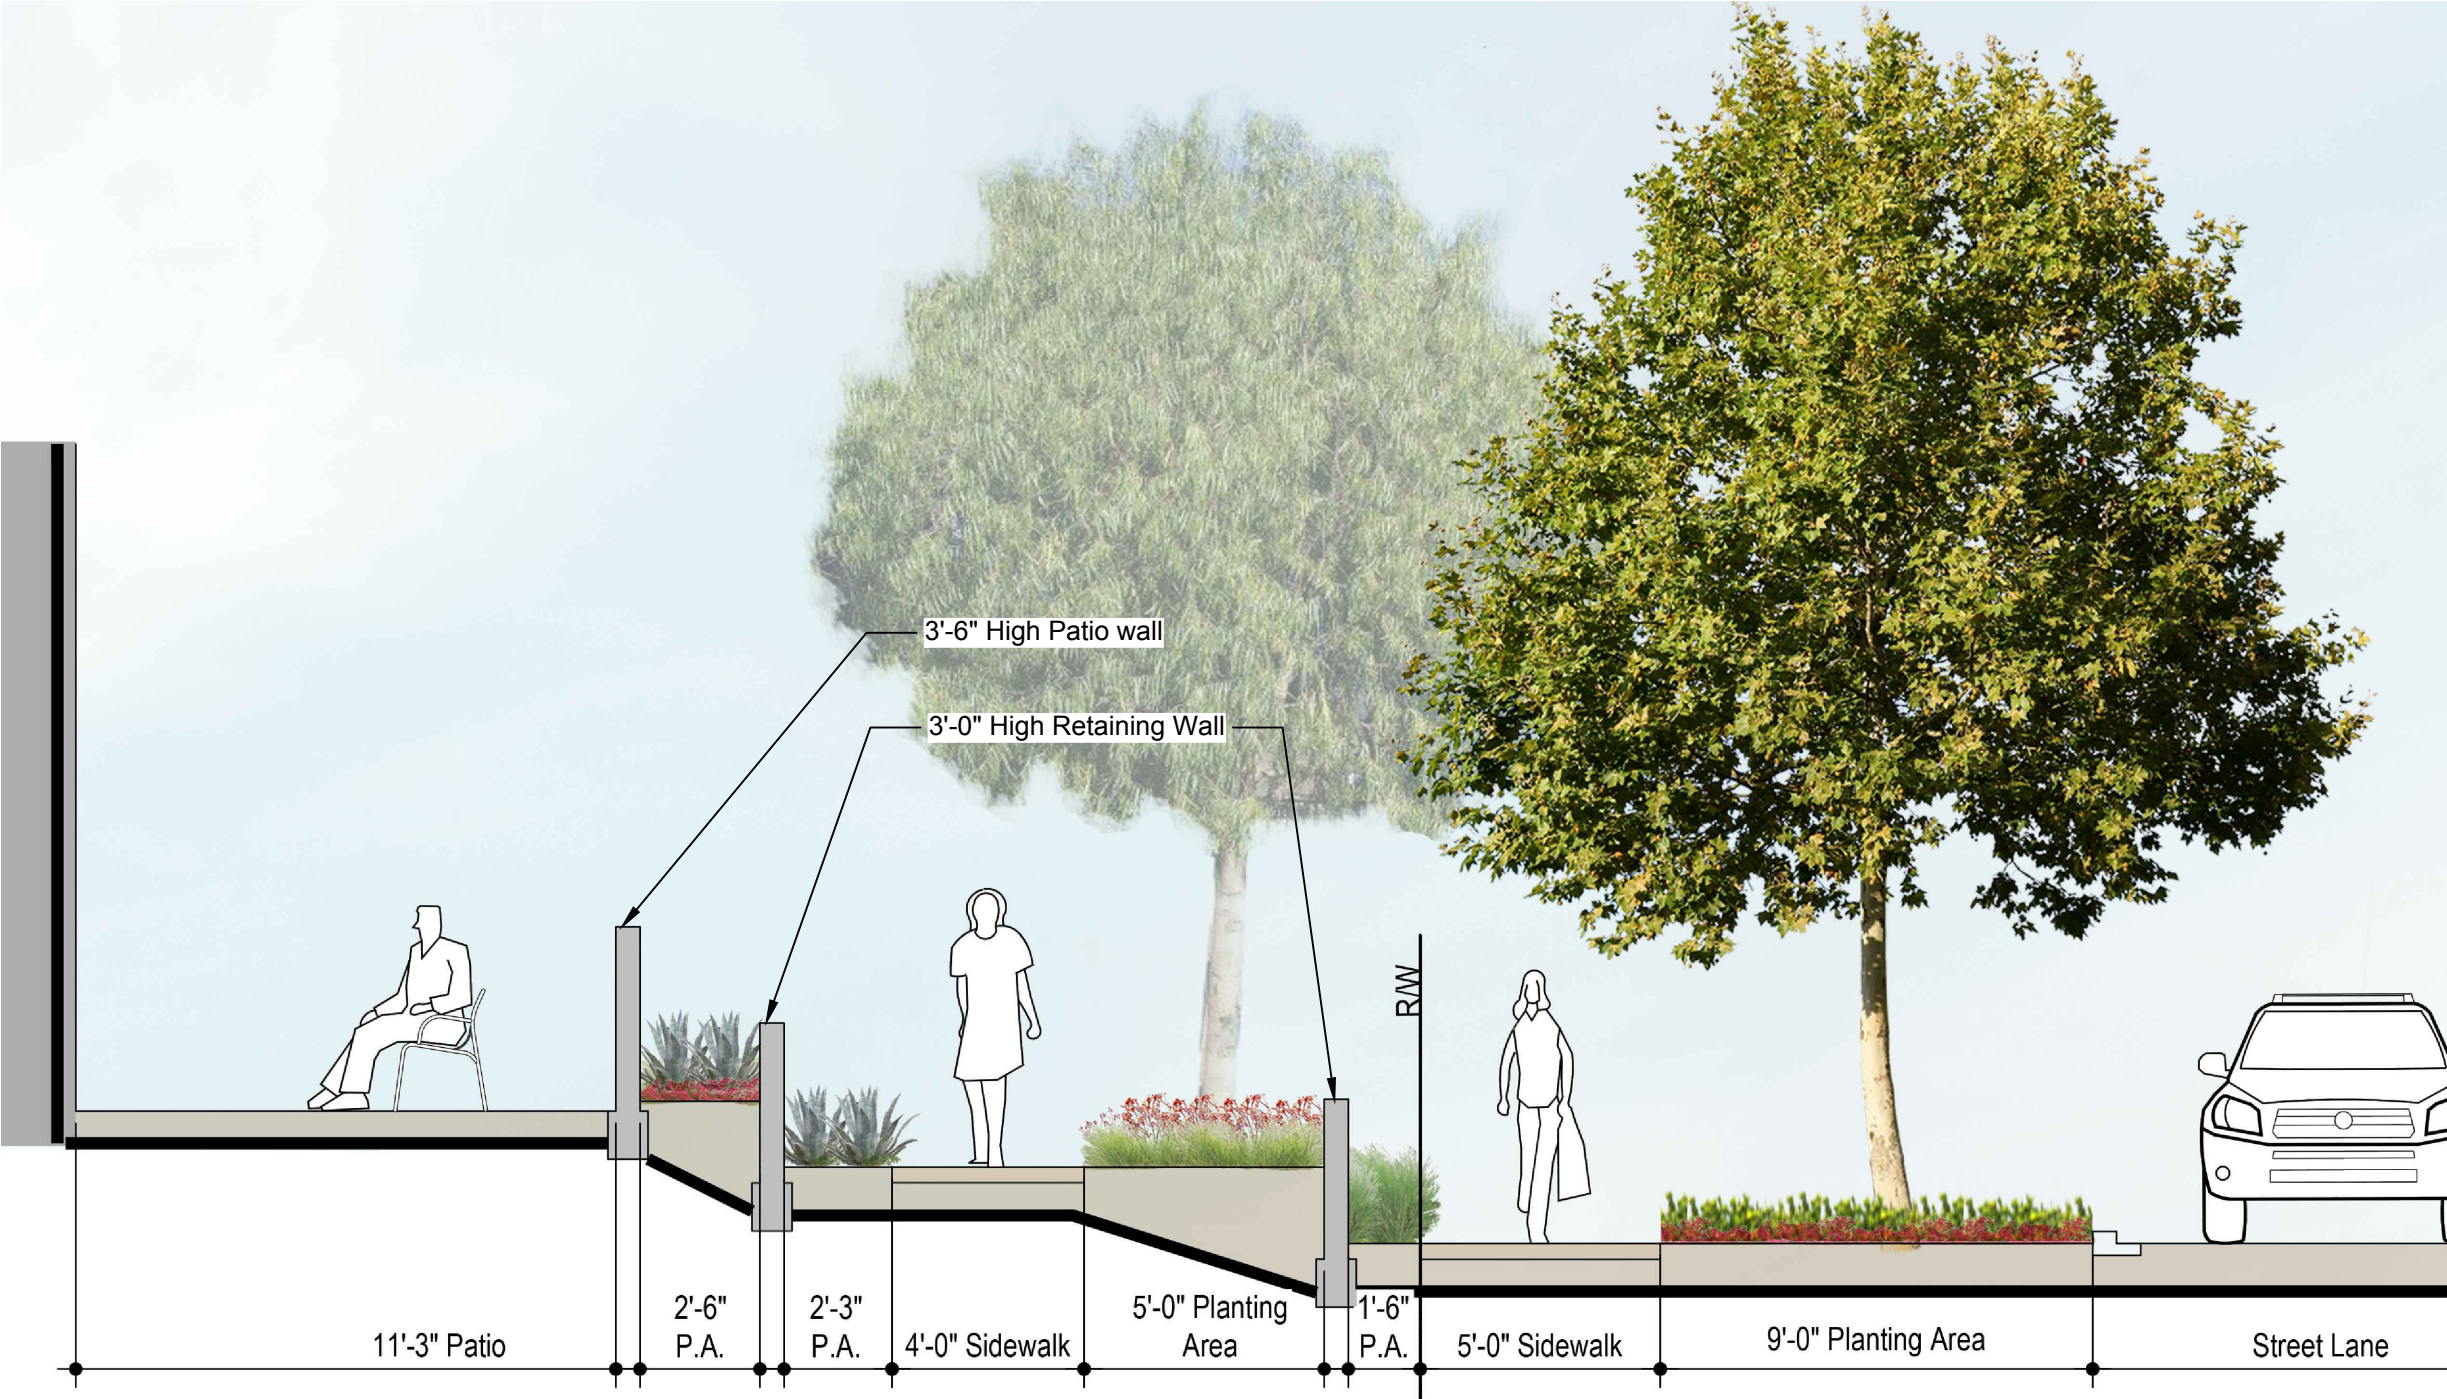 3'-6" High Patio wall
3'-0" High Retaining Wall
R/W
11'-3" Patio
2'-6"
P.A.
2'-3"
P.A.
4'-0" Sidewalk
5'-0" Planting
Area
1'-6"
P.A.
5'-0" Sidewalk
9'-0" Planting Area
Street Lane